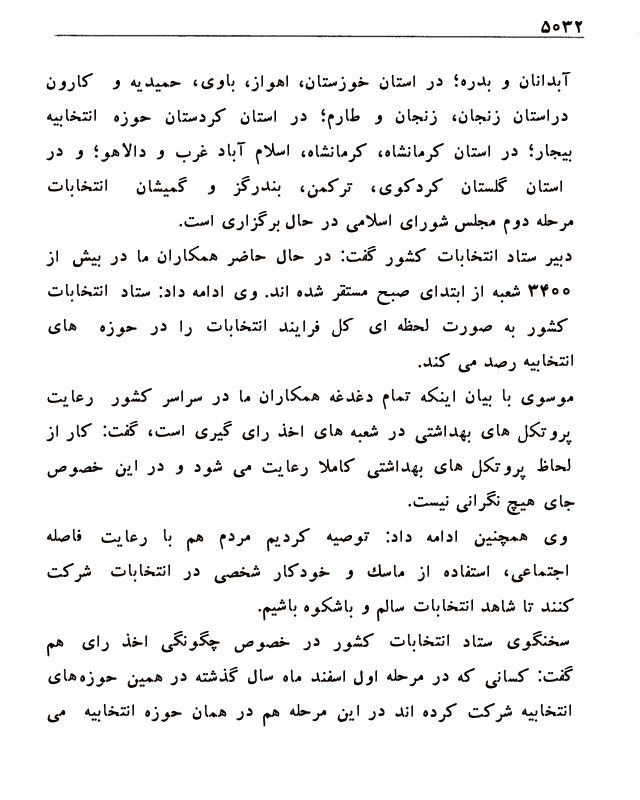 ۵۰۳۲
آبدانان و بدره؛ در استان خوزستان، اهواز، باوی، حمیدیه و کارون
دراستان زنجان، زنجان و طارم؛ در استان کردستان حوزه انتخابیه
بیجار؛ در استان کرمانشاه، کرمانشاه، اسلام آباد غرب و دالاهو؛ و در
استان گلستان کردکوی، ترکمن، بندرگز و گمیشان انتخابات
مرحله دوم مجلس شورای اسلامی در حال برگزاری است.
دبیر ستاد انتخابات کشور گفت: در حال حاضر همکاران ما در بیش از
۳۴۰۰ شعبه از ابتدای صبح مستقر شده اند. وی ادامه داد: ستاد انتخابات
کشور به صورت لحظه ای کل فرایند انتخابات را در حوزه های
انتخابیه رصد می کند.
موسوی با بیان اینکه تمام دغدغه همکاران ما در سراسر کشور رعایت
پروتکل های بهداشتی در شعبه های اخذ رای گیری است، گفت: کار از
لحاظ پروتکل های بهداشتی کاملا رعایت می شود و در این خصوص
جای هیچ نگرانی نیست.
وی همچنین ادامه داد: توصیه کردیم مردم هم با رعایت فاصله
اجتماعی، استفاده از ماسك و خودکار شخصی در انتخابات شرکت
کنند تا شاهد انتخابات سالم و باشکوه باشیم.
سخنگوی ستاد انتخابات کشور در خصوص چگونگی اخذ رای هم
گفت: کسانی که در مرحله اول اسفند ماه سال گذشته در همین حوزه‌های
انتخابیه شرکت کرده اند در این مرحله هم در همان حوزه انتخابیه می